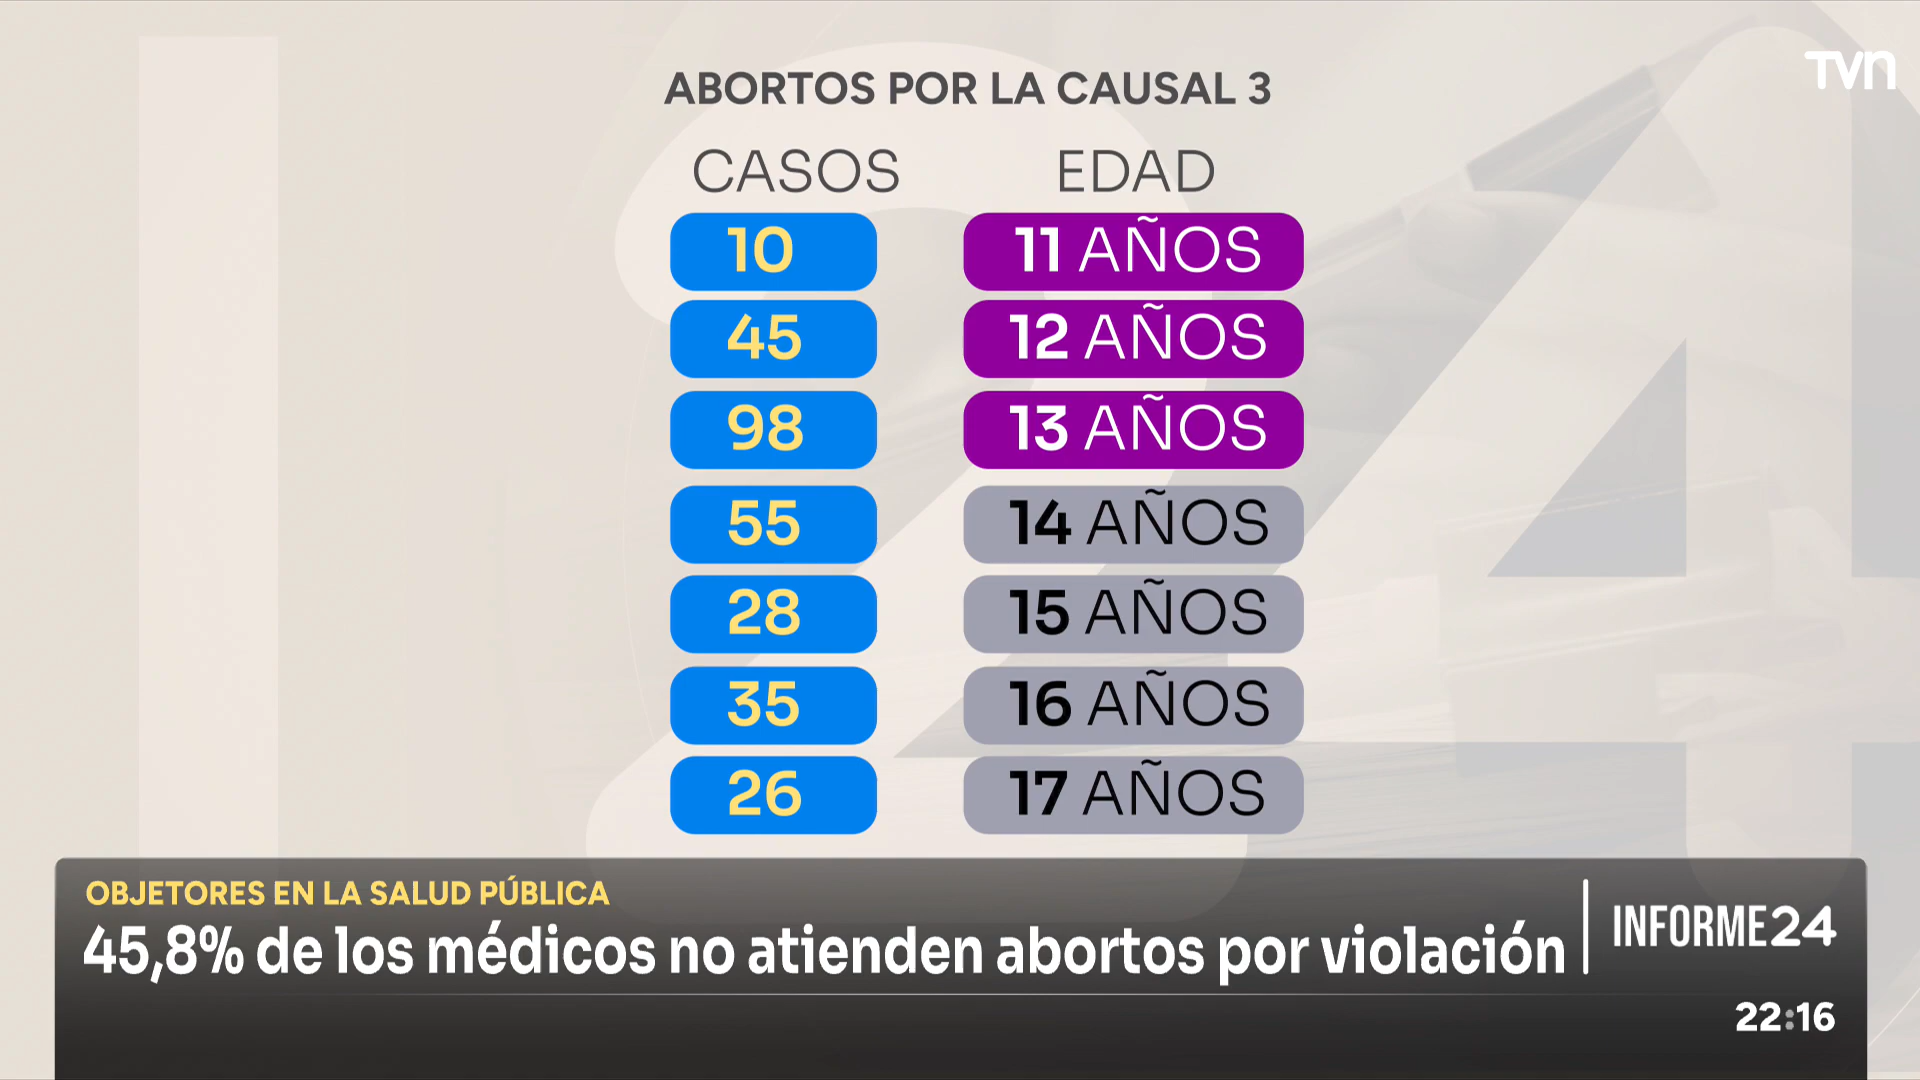 TVN
ABORTOS POR LA CAUSAL 3
CASOS EDAD
10 11 AÑOS
45 12 AÑOS
98 13 AÑOS
55 14 AÑOS
28 15 AÑOS
35 16 AÑOS
26 17 AÑOS
OBJETORES EN LA SALUD PÚBLICA
45,8% de los médicos no atienden abortos por violación
INFORME24
22:16